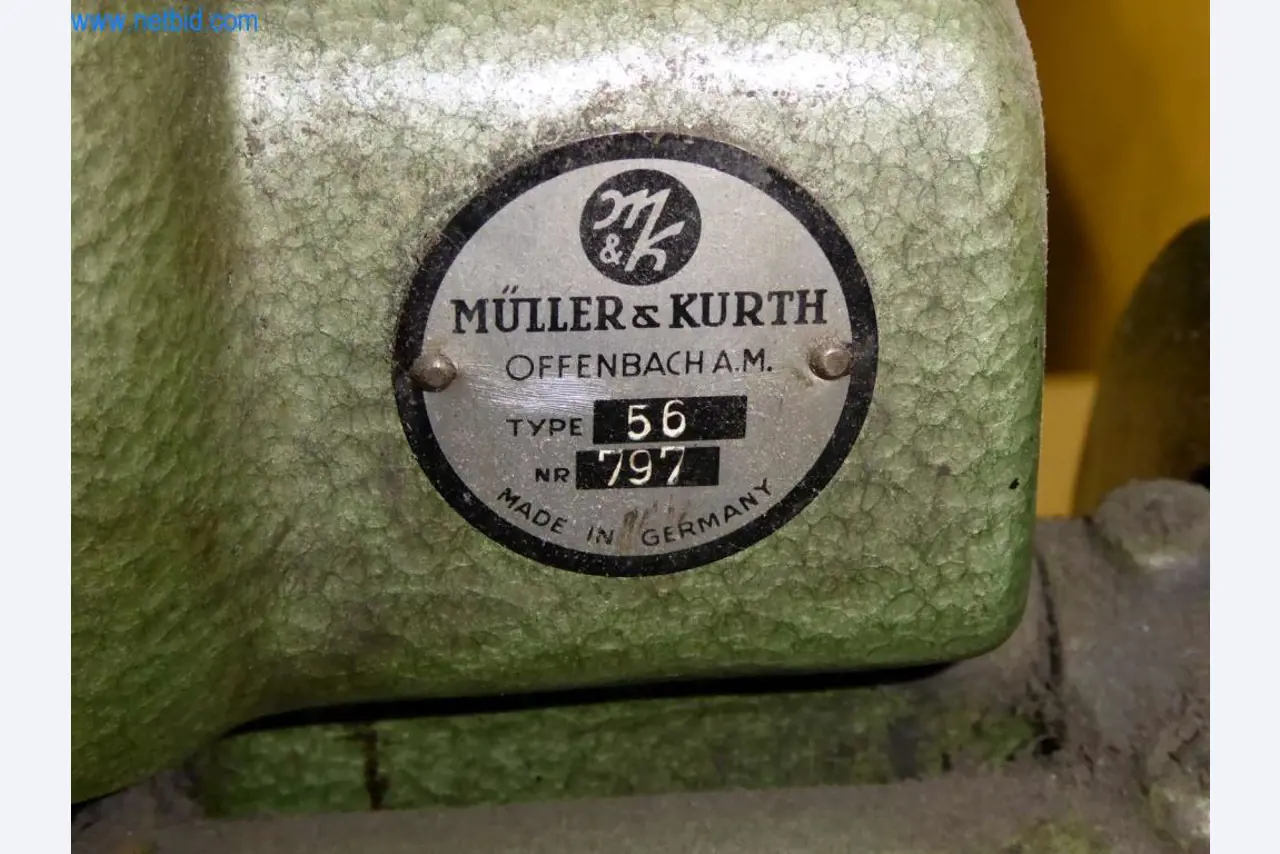 www.netbid.com
M & K
MÜLLER & KURTH
OFFENBACH A.M.
TYPE 56
NR 797
MADE IN GERMANY